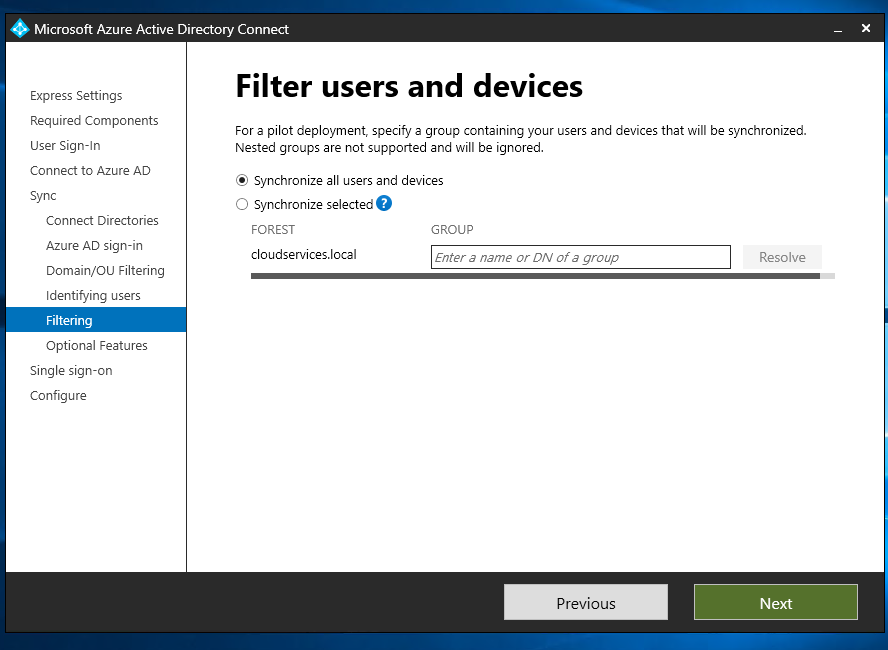 Microsoft Azure Active Directory Connect
Express Settings
Required Components
User Sign-In
Connect to Azure AD
Sync
Connect Directories
Azure AD sign-in
Domain/OU Filtering
Identifying users
Filtering
Optional Features
Single sign-on
Configure
Filter users and devices
For a pilot deployment, specify a group containing your users and devices that will be synchronized.
Nested groups are not supported and will be ignored.
Synchronize all users and devices
Synchronize selected ?
FOREST GROUP
cloudservices.local Enter a name or DN of a group Resolve
Previous Next